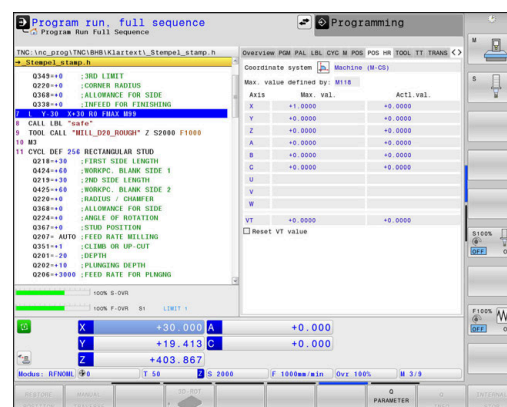 Program run, full sequence
Program Run Full Sequence
Programming
TNC:\nc_prog\TNC\BHB\Klartext\_Stempel_stamp.h
→_Stempel_stamp.h
Q349=+0 ;3RD LIMIT
Q220=+0 ;CORNER RADIUS
Q368=+0 ;ALLOWANCE FOR SIDE
Q338=+0 ;INFEED FOR FINISHING
7 L Y-30 X+30 R0 FMAX M99
8 CALL LBL "safe"
9 TOOL CALL "MILL_D20_ROUGH" Z S2000 F1000
10 M3
11 CYCL DEF 256 RECTANGULAR STUD
Q218=+30 ;FIRST SIDE LENGTH
Q424=+60 ;WORKPC. BLANK SIDE 1
Q219=+30 ;2ND SIDE LENGTH
Q425=+60 ;WORKPC. BLANK SIDE 2
Q220=+0 ;RADIUS / CHAMFER
Q368=+0 ;ALLOWANCE FOR SIDE
Q224=+0 ;ANGLE OF ROTATION
Q367=+0 ;STUD POSITION
Q207= AUTO ;FEED RATE MILLING
Q351=+1 ;CLIMB OR UP-CUT
Q201=-20 ;DEPTH
Q202=+10 ;PLUNGING DEPTH
Q206=+3000 ;FEED RATE FOR PLNGNG
Overview PGM PAL LBL CYC M POS POS HR TOOL TT TRANS
Coordinate system Machine (M-CS)
Max. value defined by: M118
Axis Max. val. Actl.val.
X +1.0000 +0.0000
Y +0.0000 +0.0000
Z +0.0000 +0.0000
A +0.0000 +0.0000
B +0.0000 +0.0000
C +0.0000 +0.0000
U
V
W
VT +0.0000 +0.0000
Reset VT value
100% S-OVR
100% F-OVR S1 LIMIT 1
X +30.000 A +0.000
Y +19.413 C +0.000
Z +403.867
Modus: RFNOML 0 T 50 Z S 2000 F 1000mm/min Ovr 100% M 3/9
M
S
S100%
OFF
F100%
OFF
RESTORE
MANUAL
3D-ROT
Q
PARAMETER
Q
INTERNAL